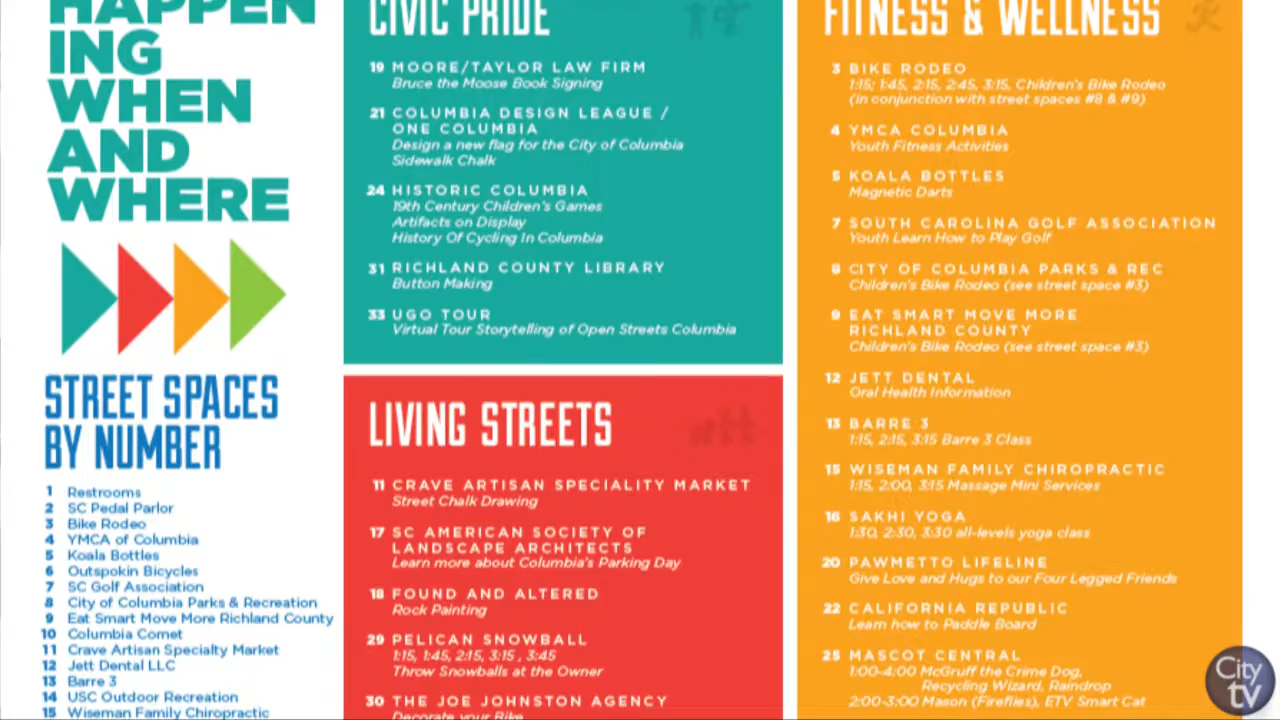 HAPPEN
ING
WHEN
AND
WHERE
STREET SPACES
BY NUMBER
1 Restrooms
2 SC Pedal Parlor
3 Bike Rodeo
4 YMCA of Columbia
5 Koala Bottles
6 Outspokin Bicycles
7 SC Golf Association
8 City of Columbia Parks & Recreation
9 Eat Smart Move More Richland County
10 Columbia Comet
11 Crave Artisan Specialty Market
12 Jett Dental LLC
13 Barre 3
14 USC Outdoor Recreation
15 Wiseman Family Chiropractic
CIVIC PRIDE
19 MOORE/TAYLOR LAW FIRM
Bruce the Moose Book Signing
21 COLUMBIA DESIGN LEAGUE /
ONE COLUMBIA
Design a new flag for the City of Columbia
Sidewalk Chalk
24 HISTORIC COLUMBIA
19th Century Children's Games
Artifacts on Display
History Of Cycling In Columbia
31 RICHLAND COUNTY LIBRARY
Button Making
33 UGO TOUR
Virtual Tour Storytelling of Open Streets Columbia
LIVING STREETS
11 CRAVE ARTISAN SPECIALITY MARKET
Street Chalk Drawing
17 SC AMERICAN SOCIETY OF
LANDSCAPE ARCHITECTS
Learn more about Columbia's Parking Day
18 FOUND AND ALTERED
Rock Painting
29 PELICAN SNOWBALL
1:15, 1:45, 2:15, 3:15 , 3:45
Throw Snowballs at the Owner
30 THE JOE JOHNSTON AGENCY
Decorate your Bike
FITNESS & WELLNESS
3 BIKE RODEO
1:15; 1:45, 2:15, 2:45, 3:15, Children's Bike Rodeo
(in conjunction with street spaces #8 & #9)
4 YMCA COLUMBIA
Youth Fitness Activities
5 KOALA BOTTLES
Magnetic Darts
7 SOUTH CAROLINA GOLF ASSOCIATION
Youth Learn How to Play Golf
8 CITY OF COLUMBIA PARKS & REC
Children's Bike Rodeo (see street space #3)
9 EAT SMART MOVE MORE
RICHLAND COUNTY
Children's Bike Rodeo (see street space #3)
12 JETT DENTAL
Oral Health Information
13 BARRE 3
1:15, 2:15, 3:15 Barre 3 Class
15 WISEMAN FAMILY CHIROPRACTIC
1:15, 2:00, 3:15 Massage Mini Services
16 SAKHI YOGA
1:30, 2:30, 3:30 all-levels yoga class
20 PAWMETTO LIFELINE
Give Love and Hugs to our Four Legged Friends
22 CALIFORNIA REPUBLIC
Learn how to Paddle Board
25 MASCOT CENTRAL
1:00-4:00 McGruff the Crime Dog,
Recycling Wizard, Raindrop
2:00-3:00 Mason (Fireflies), ETV Smart Cat
City
tv